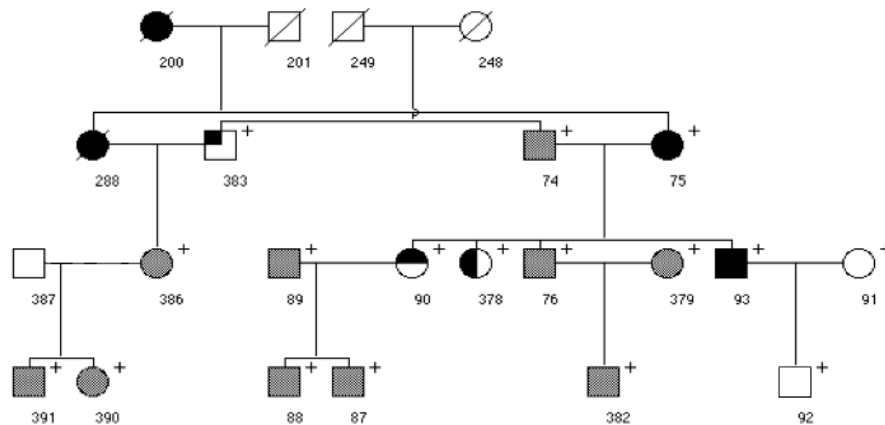 200 201 249 248
+ + +
288 383 74 75
+ + + + + + + +
387 386 89 90 378 76 379 93 91
+ + + + + +
391 390 88 87 382 92